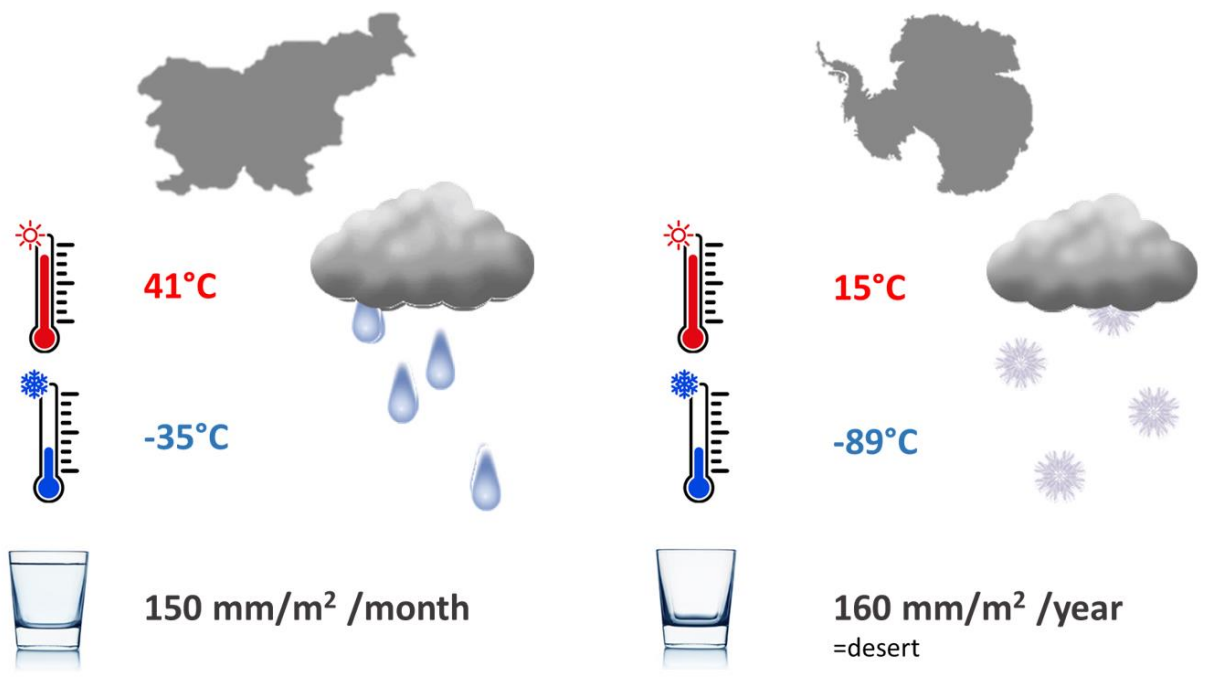 41°C
-35°C
150 mm/m² /month
15°C
-89°C
160 mm/m² /year
=desert